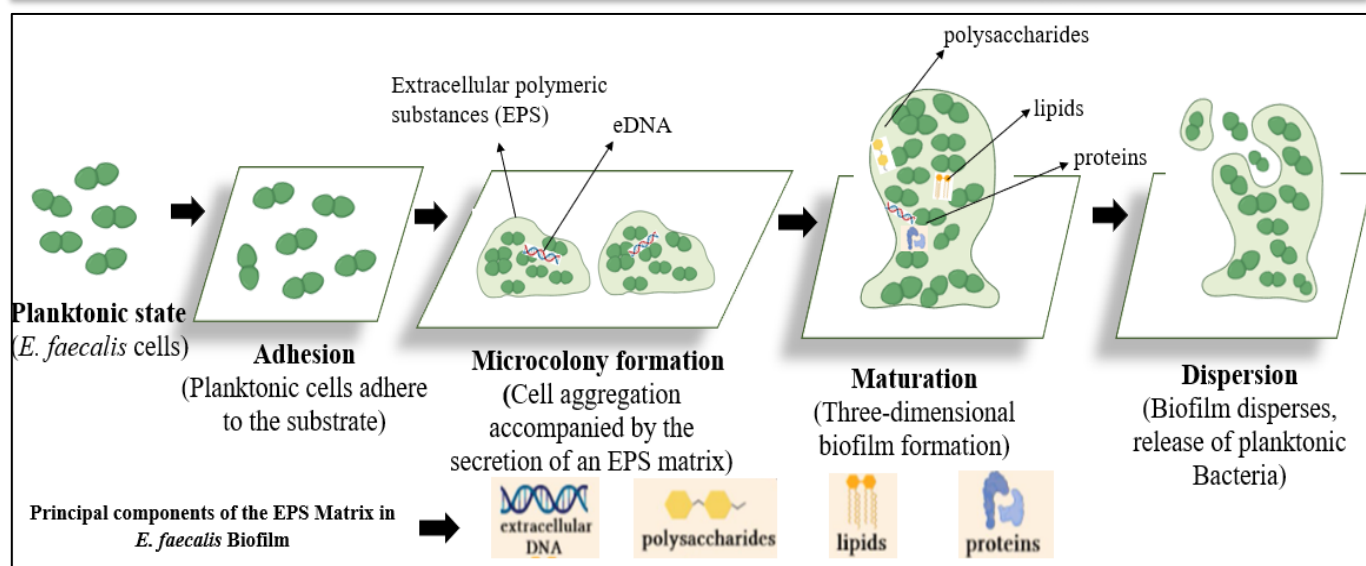 polysaccharides
Extracellular polymeric
substances (EPS)
eDNA
lipids
proteins
Planktonic state
(E. faecalis cells)
Adhesion
(Planktonic cells adhere
to the substrate)
Microcolony formation
(Cell aggregation
accompanied by the
secretion of an EPS matrix)
Maturation
(Three-dimensional
biofilm formation)
Dispersion
(Biofilm disperses,
release of planktonic
Bacteria)
Principal components of the EPS Matrix in
E. faecalis Biofilm
extracellular
DNA
polysaccharides
lipids
proteins